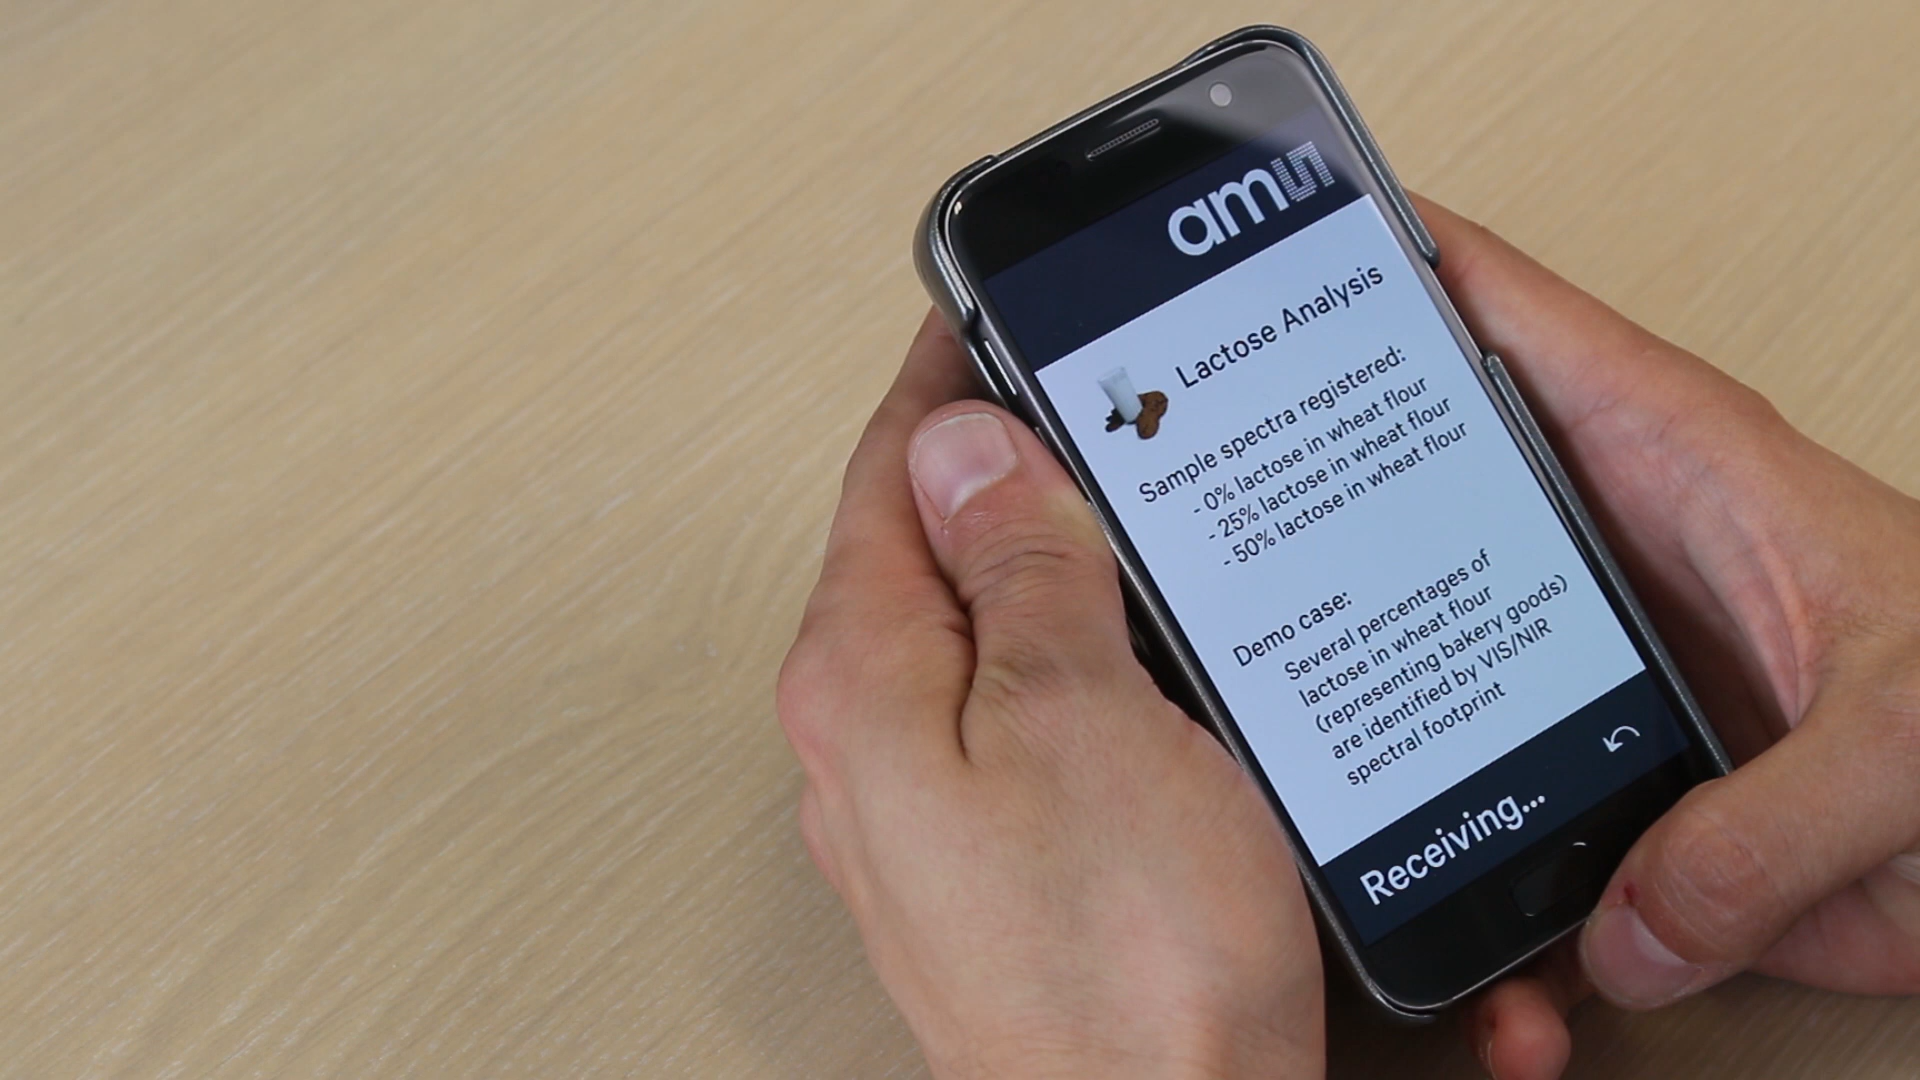 am
Lactose Analysis
Sample spectra registered:
- 0% lactose in wheat flour
- 25% lactose in wheat flour
- 50% lactose in wheat flour
Demo case:
Several percentages of
lactose in wheat flour
(representing bakery goods)
are identified by VIS/NIR
spectral footprint
Receiving...